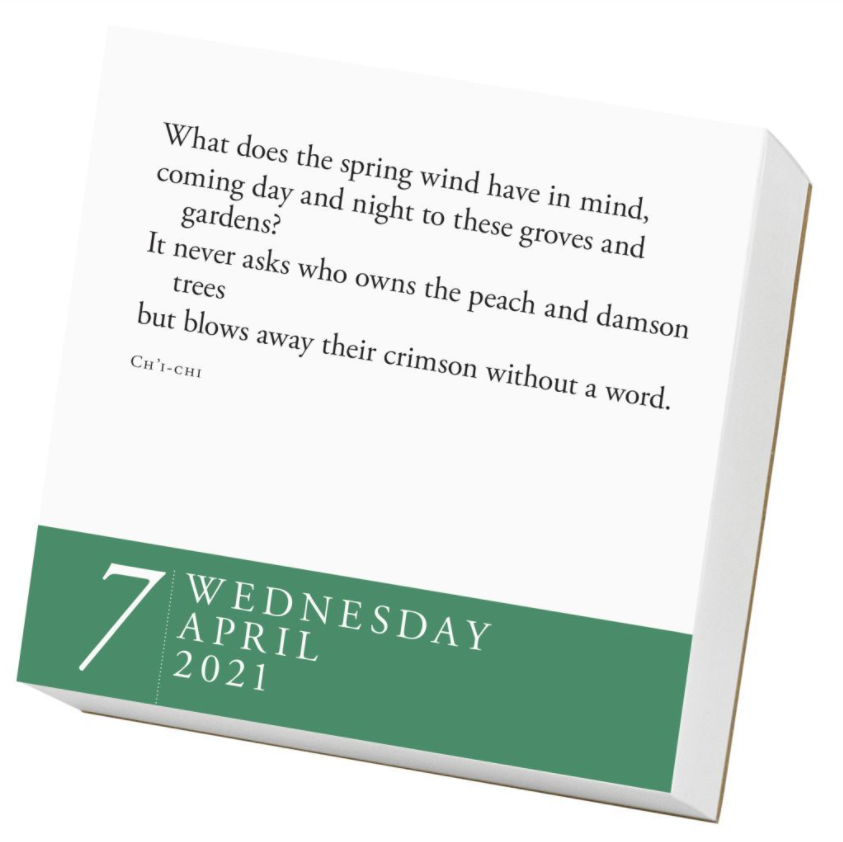 What does the spring wind have in mind,
coming day and night to these groves and
gardens?
It never asks who owns the peach and damson
trees
but blows away their crimson without a word.
CH'I-CHI
7
WEDNESDAY
APRIL
2021